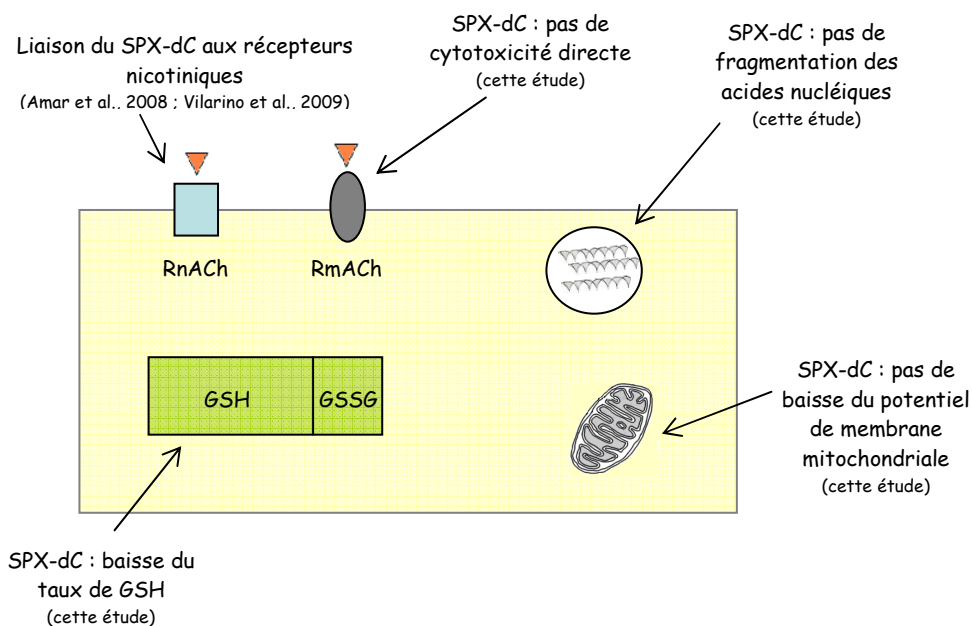 Liaison du SPX-dC aux récepteurs
nicotiniques
(Amar et al., 2008 ; Vilarino et al., 2009)
SPX-dC : pas de
cytotoxicité directe
(cette étude)
SPX-dC : pas de
fragmentation des
acides nucléiques
(cette étude)
RnACh
RmACh
GSH
GSSG
SPX-dC : pas de
baisse du potentiel
de membrane
mitochondriale
(cette étude)
SPX-dC : baisse du
taux de GSH
(cette étude)